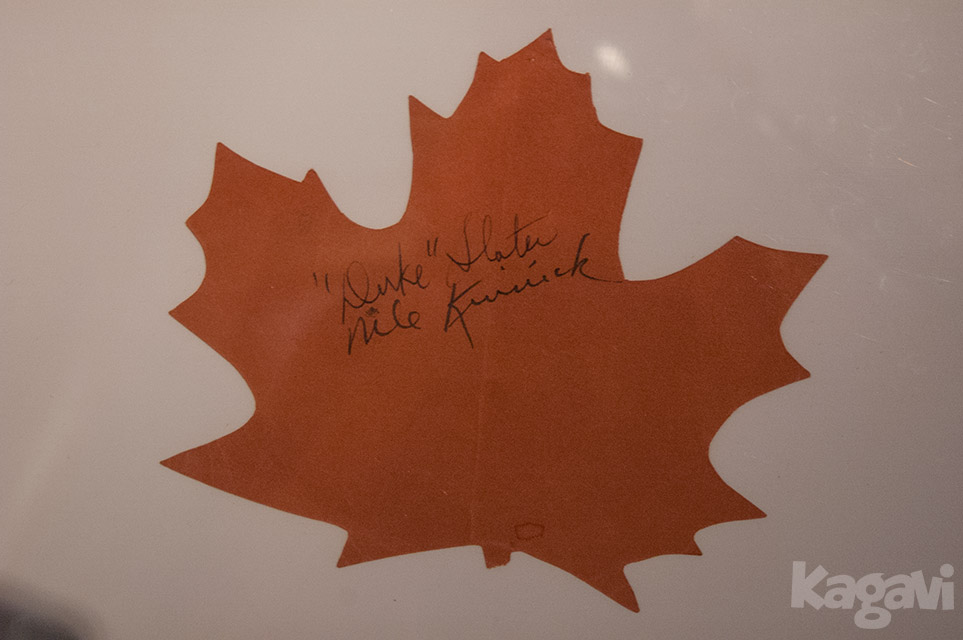 "Duke" Slater
Nile Kinnick
Kagavi